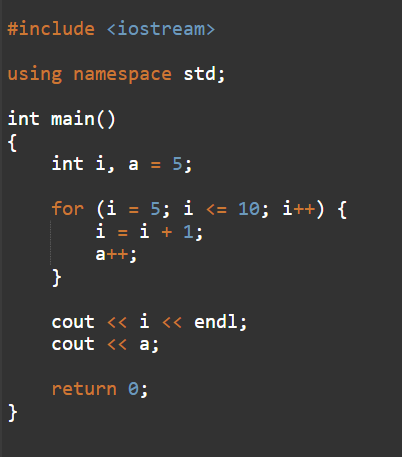 #include <iostream>
using namespace std;
int main()
{
    int i, a = 5;
    for (i = 5; i <= 10; i++) {
        i = i + 1;
        a++;
    }
    cout << i << endl;
    cout << a;
    return 0;
}